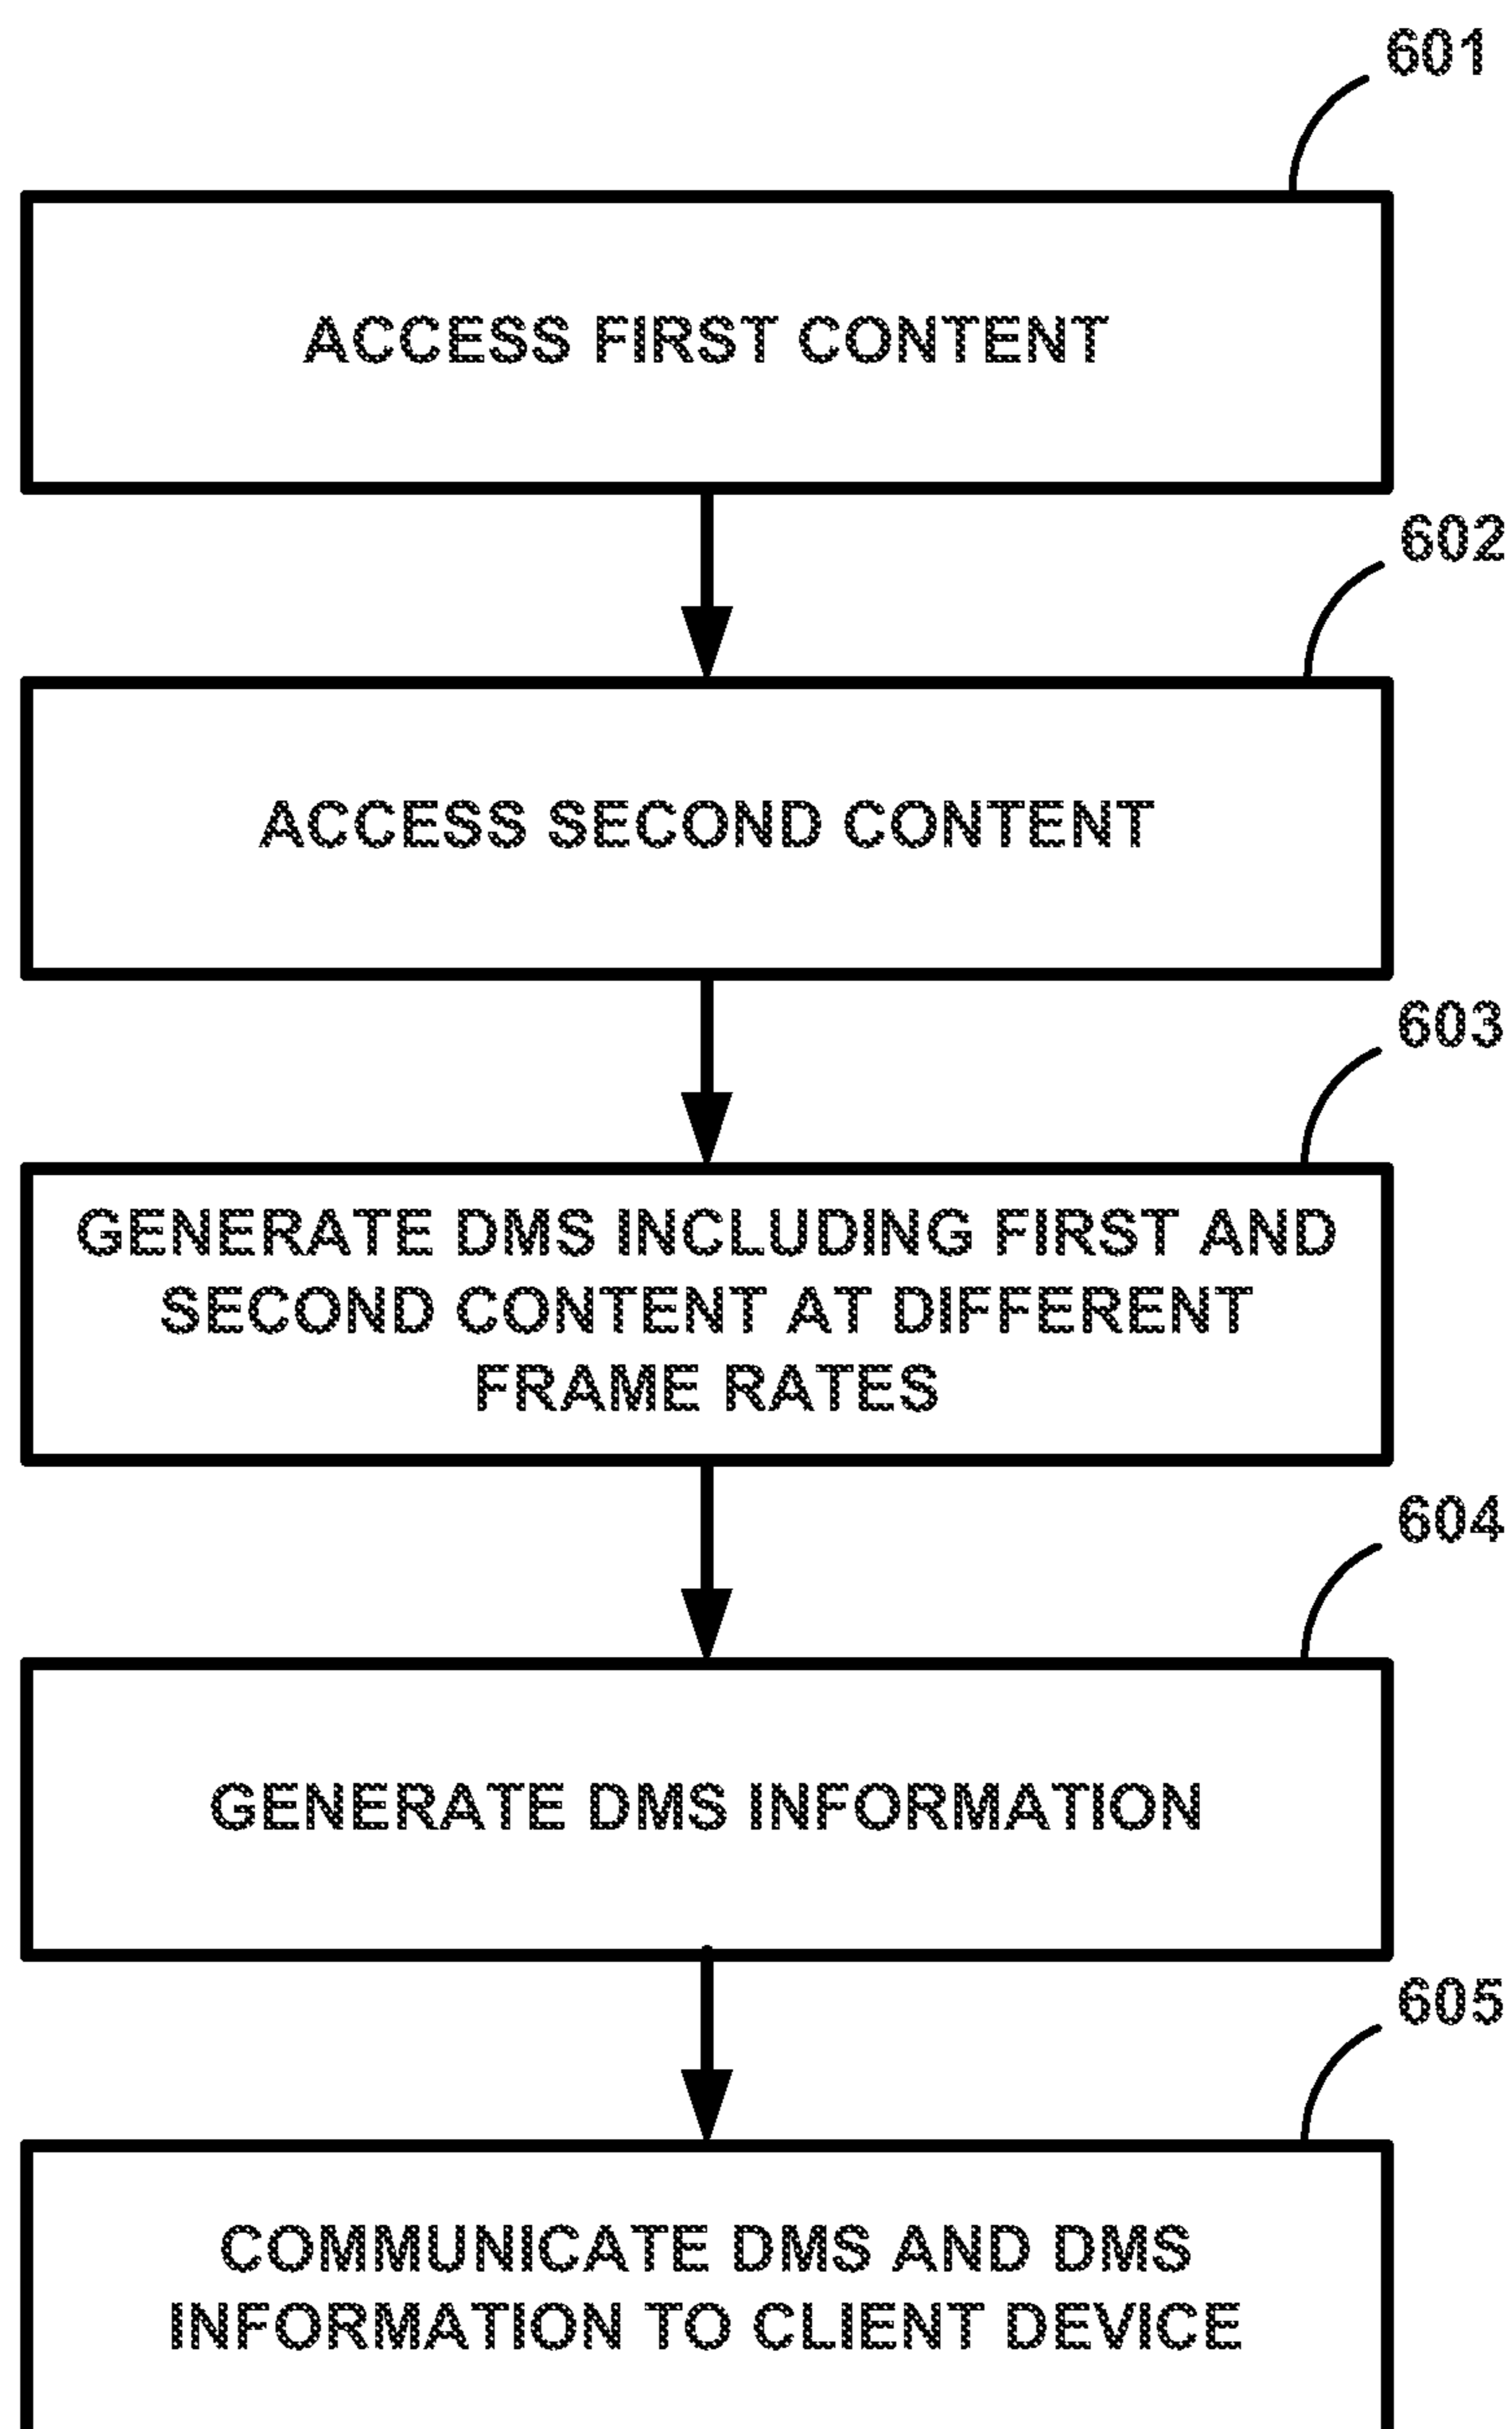 601
ACCESS FIRST CONTENT
602
ACCESS SECOND CONTENT
603
GENERATE DMS INCLUDING FIRST AND
SECOND CONTENT AT DIFFERENT
FRAME RATES
604
GENERATE DMS INFORMATION
605
COMMUNICATE DMS AND DMS
INFORMATION TO CLIENT DEVICE